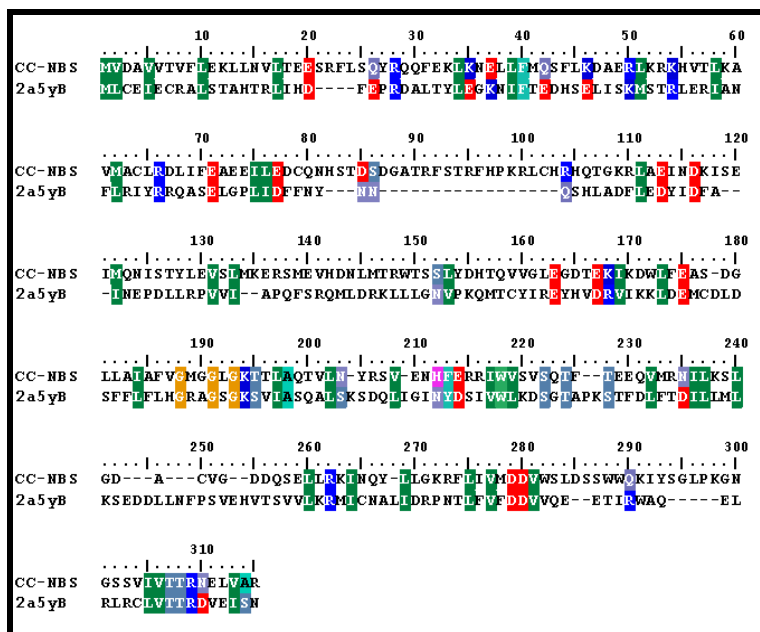 10 20 30 40 50 60
CC-NBS MVDAVVTVFLEKLLNVLTEESRFLSQYRQQFEKLKNELLFMQSFLKDAERLKRKHVTLKA
2a5yB MLCEIECRALSTAHTRLIHD----FEPRDALTYLEGKNIFTEDHSELISKMSTRLERIAN
70 80 90 100 110 120
CC-NBS VMACLRDLIFEAEEILEDCQNHSTDSDGATRFSTRFHPKRLCHRHQTGKRLAEINDKISE
2a5yB FLRIYRRQASELGPLIDFFNY---NN-----------------QSHLADFLEDYIDFA--
130 140 150 160 170 180
CC-NBS IMQNISTYLEVSLMKERSMEVHDNLMTRWTSSLYDHTQVVGLEGDTEKIKDWLFEAS-DG
2a5yB -INEPDLLRPVVI--APQFSRQMLDRKLLLGNVPKQMTCYIREYHVDRVIKKLDEMCDLD
190 200 210 220 230 240
CC-NBS LLAIAFVGMGGLGKTTLAQTVLN-YRSV-ENHFERRIWVSVSQTF--TEEQVMRNILKSL
2a5yB SFFLFLHGRAGSGKSVIASQALSKSDQLIGINYDSIVWLKDSGTAPKSTFDLFTDILLML
250 260 270 280 290 300
CC-NBS GD---A---CVG--DDQSELLRKINQY-LLGKRFLIVMDDVWSLDSSWWQKIYSGLPKGN
2a5yB KSEDDLLNFPSVEHVTSVVLKRMICNALIDRPNTLFVFDDVVQE--ETIRWAQ-----EL
310
CC-NBS GSSVIVTTRNELVAR
2a5yB RLRCLVTTRDVEISN